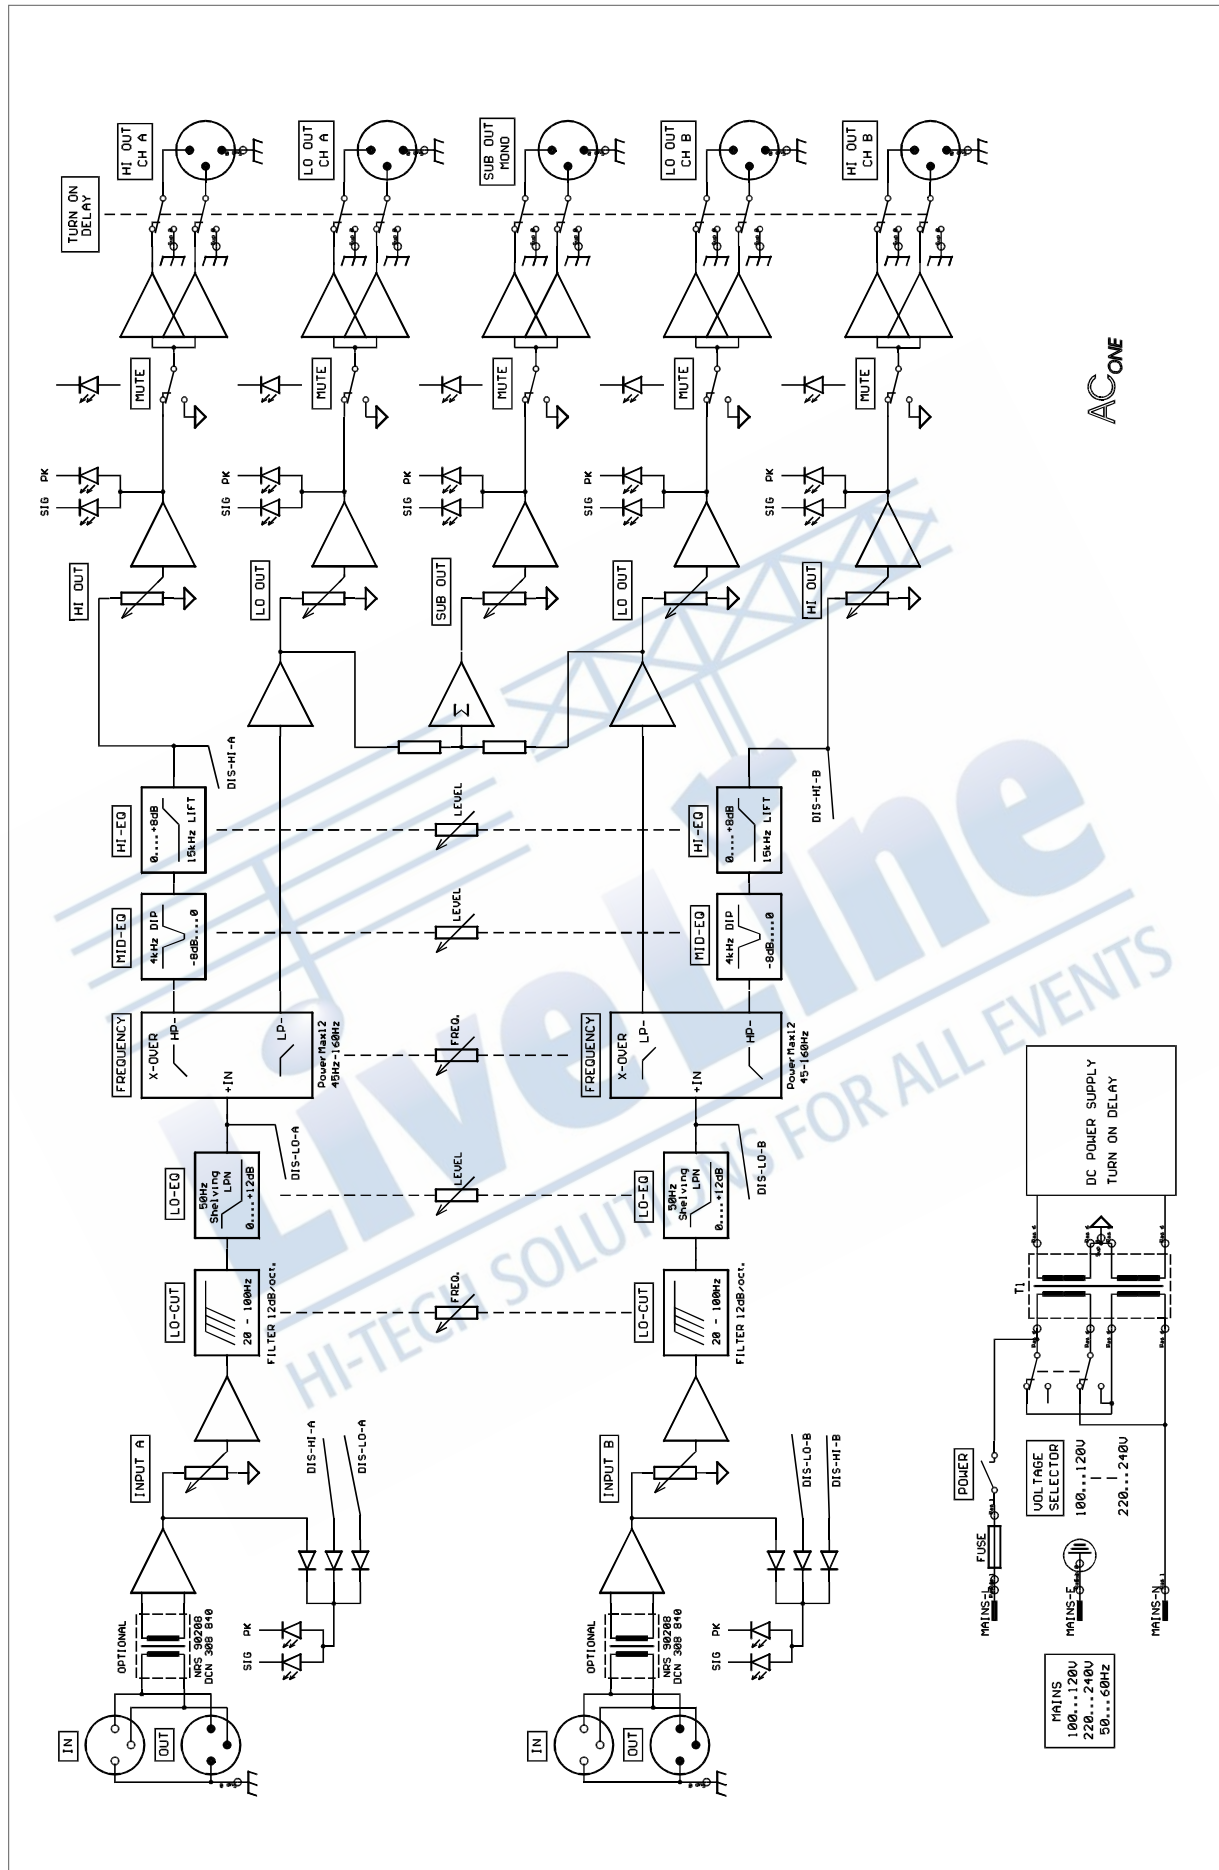 TURN ON
DELAY
HI OUT
CH A
LO OUT
CH A
SUB OUT
MONO
LO OUT
CH B
HI OUT
CH B
MUTE
MUTE
MUTE
MUTE
MUTE
SIG PK
SIG PK
SIG PK
SIG PK
SIG PK
HI OUT
LO OUT
SUB OUT
LO OUT
HI OUT
Σ
DIS-HI-A
DIS-HI-B
HI-EQ
0....+8dB
15kHz LIFT
LEVEL
HI-EQ
0....+8dB
15kHz LIFT
MID-EQ
4kHz DIP
-8dB....0
LEVEL
MID-EQ
4kHz DIP
-8dB....0
FREQUENCY
X-OVER
HP-
LP-
+IN
PowerMax12
45Hz-160Hz
FREQ.
FREQUENCY
X-OVER
LP-
HP-
+IN
PowerMax12
45-160Hz
DIS-LO-A
DIS-LO-B
LO-EQ
50Hz
Shelving
LPN
0....+12dB
LEVEL
LO-EQ
50Hz
Shelving
LPN
0....+12dB
LO-CUT
20 - 100Hz
FILTER 12dB/oct.
FREQ.
LO-CUT
20 - 100Hz
FILTER 12dB/oct.
INPUT A
DIS-HI-A
DIS-LO-A
INPUT B
DIS-LO-B
DIS-HI-B
OPTIONAL
NRS 90208
DCN 308 840
SIG PK
OPTIONAL
NRS 90208
DCN 308 840
SIG PK
IN
OUT
IN
OUT
AC ONE
DC POWER SUPPLY
TURN ON DELAY
T1
POWER
VOLTAGE
SELECTOR
100...120V
220...240V
FUSE
MAINS-L
MAINS-E
MAINS-N
MAINS
100...120V
220...240V
50...60Hz
LiveLine
HI-TECH SOLUTIONS FOR ALL EVENTS